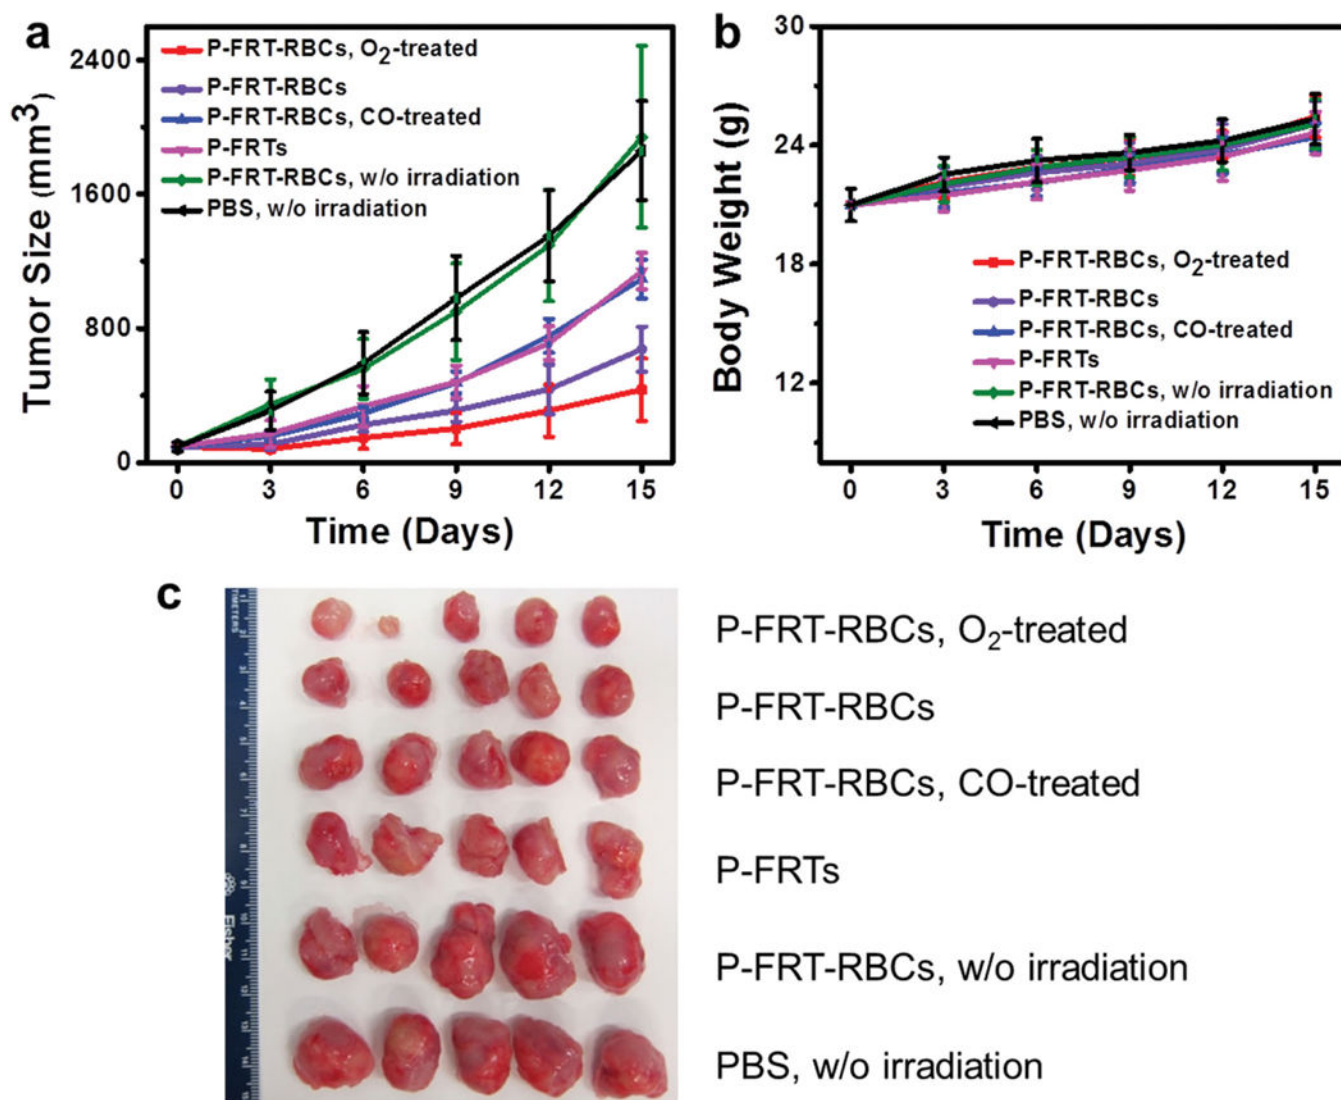 a
P-FRT-RBCs, O₂-treated
P-FRT-RBCs
P-FRT-RBCs, CO-treated
P-FRTs
P-FRT-RBCs, w/o irradiation
PBS, w/o irradiation
2400
1600
800
0
Tumor Size (mm³)
0 3 6 9 12 15
Time (Days)
b
30
24
18
12
Body Weight (g)
P-FRT-RBCs, O₂-treated
P-FRT-RBCs
P-FRT-RBCs, CO-treated
P-FRTs
P-FRT-RBCs, w/o irradiation
PBS, w/o irradiation
0 3 6 9 12 15
Time (Days)
c
Fisher
P-FRT-RBCs, O₂-treated
P-FRT-RBCs
P-FRT-RBCs, CO-treated
P-FRTs
P-FRT-RBCs, w/o irradiation
PBS, w/o irradiation